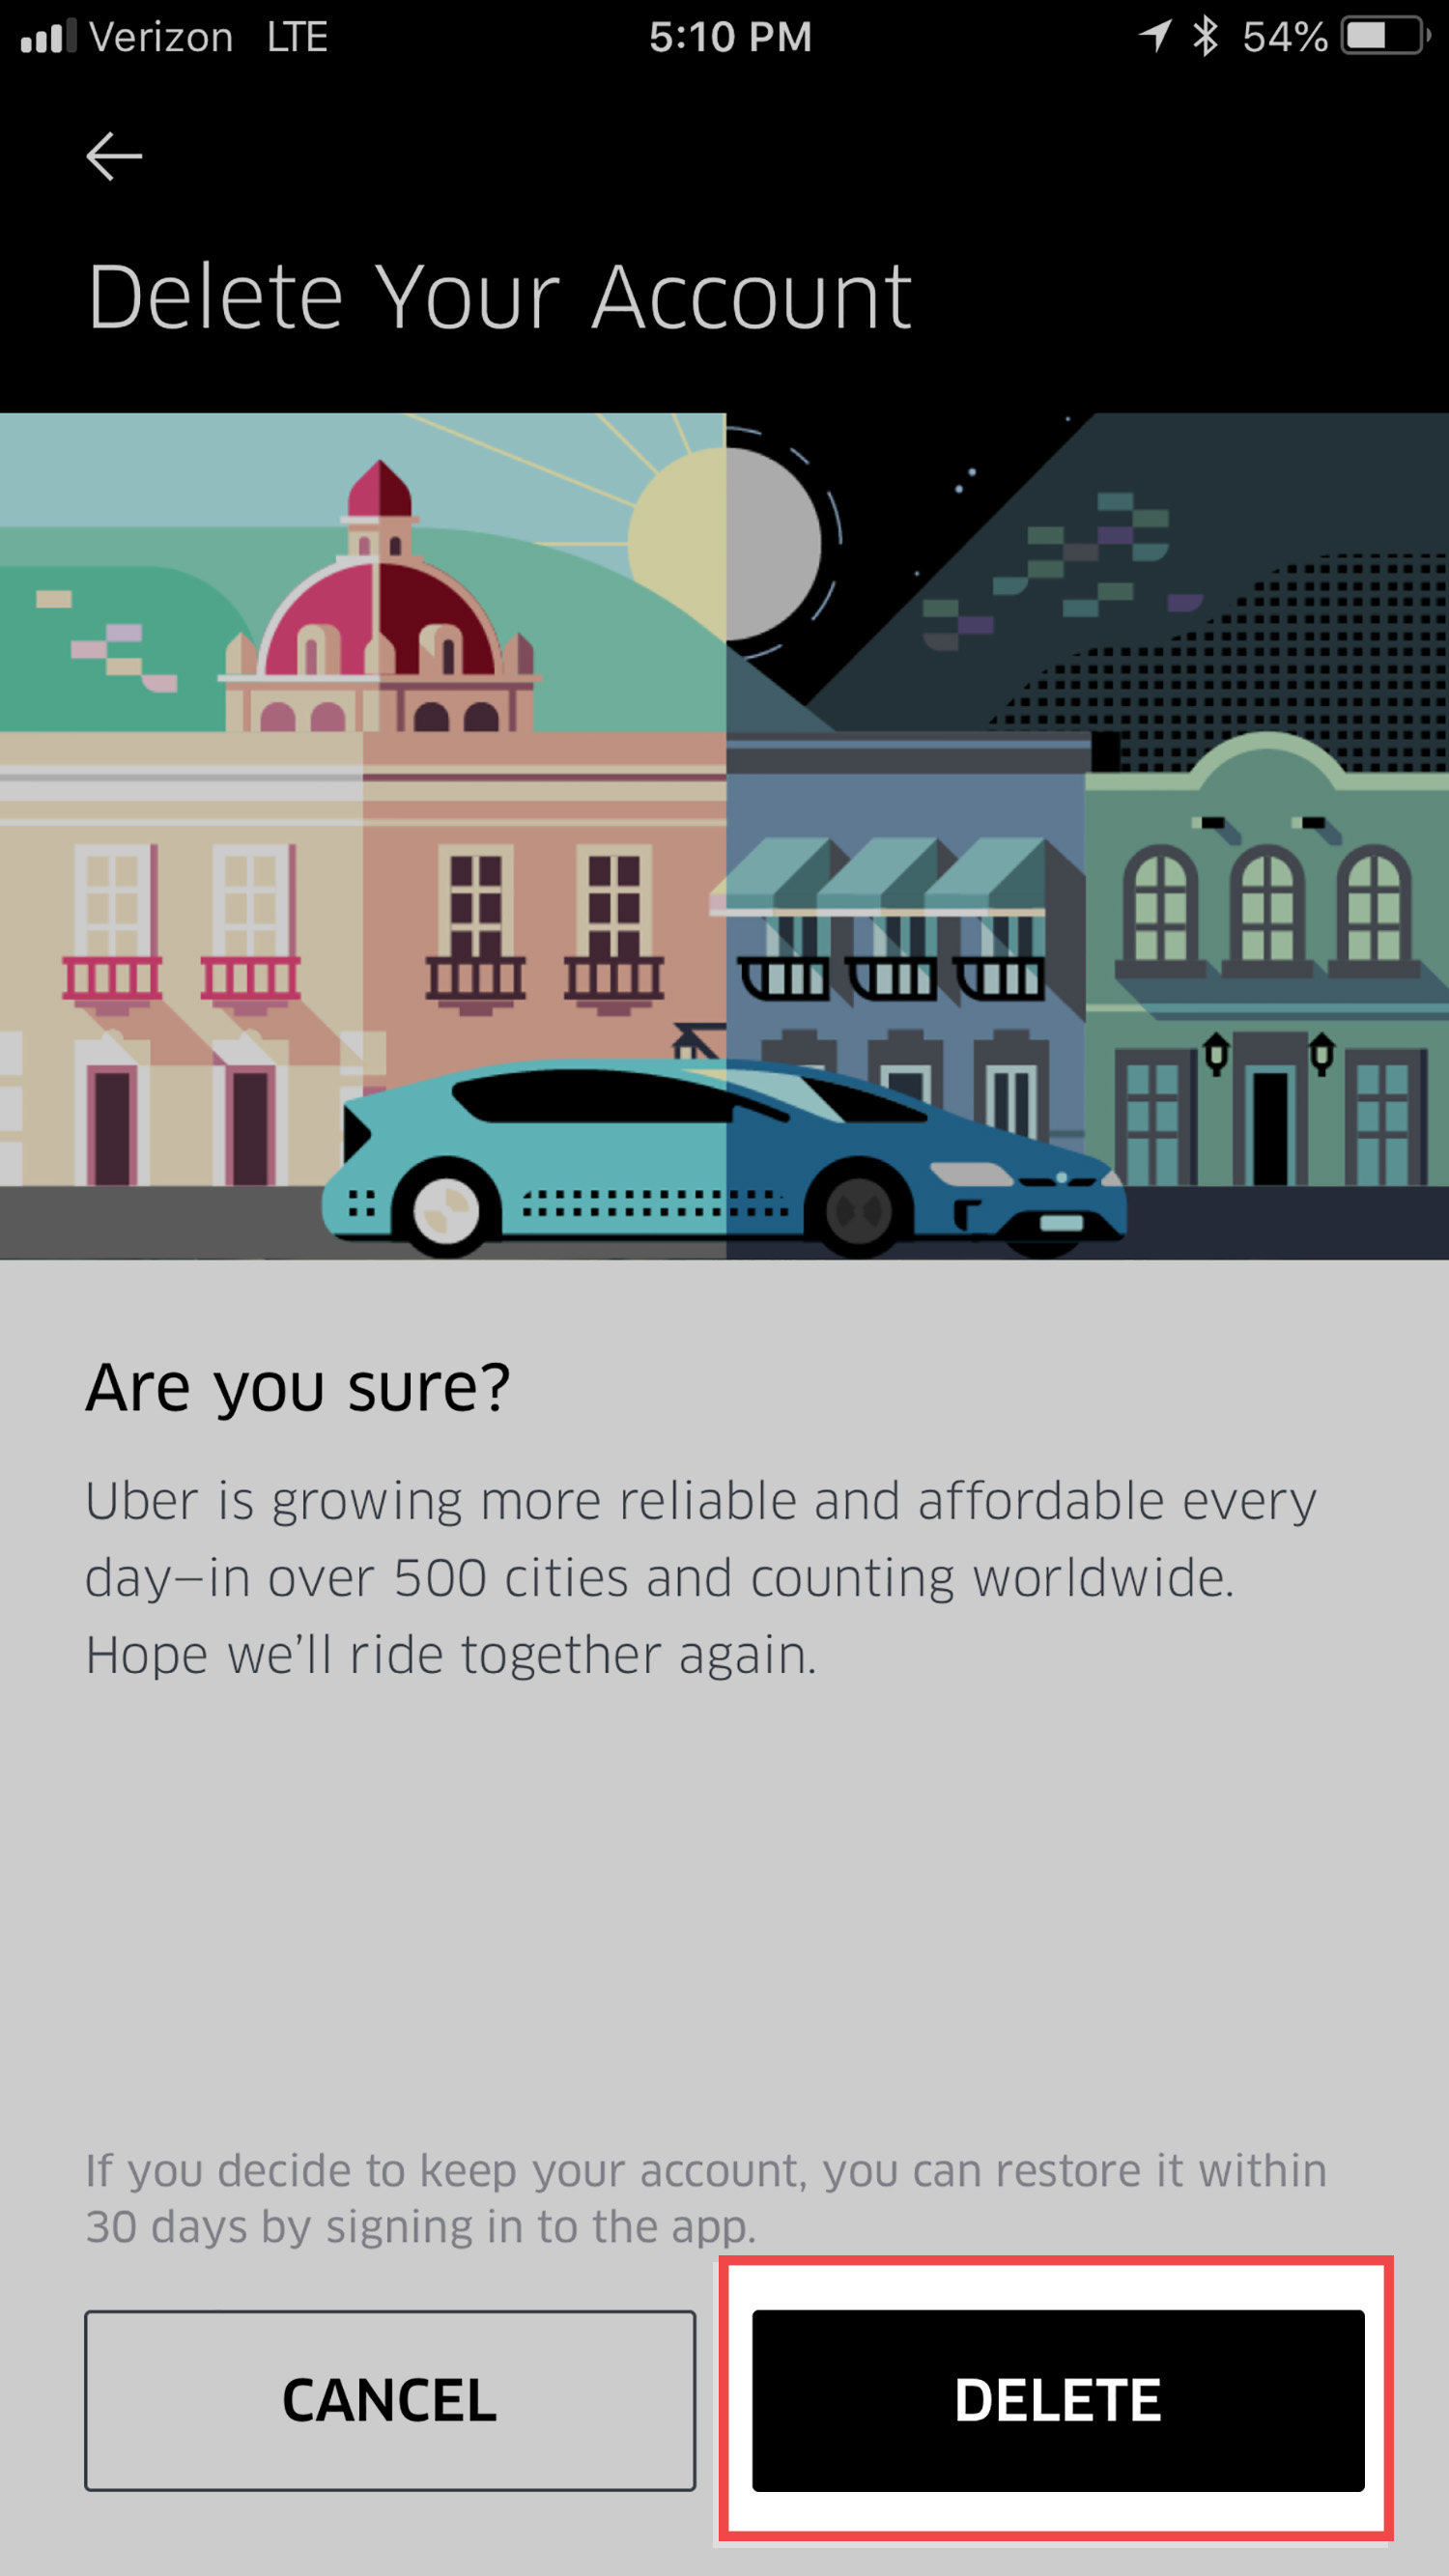 Verizon LTE 5:10 PM 54%
Delete Your Account
Are you sure?
Uber is growing more reliable and affordable every
day—in over 500 cities and counting worldwide.
Hope we’ll ride together again.
If you decide to keep your account, you can restore it within
30 days by signing in to the app.
CANCEL DELETE